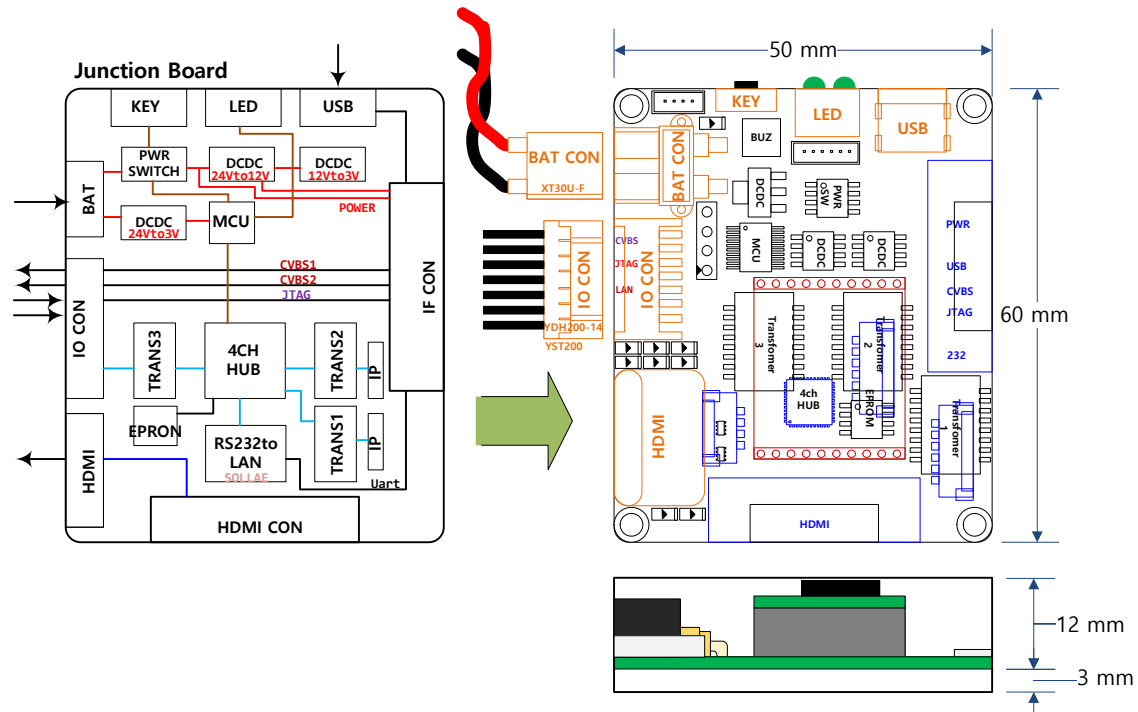 Junction Board
KEY
LED
USB
PWR
SWITCH
DCDC
24Vto12V
DCDC
12Vto3V
BAT
POWER
DCDC
24Vto3V
MCU
CVBS1
CVBS2
JTAG
IO CON
IF CON
TRANS3
4CH
HUB
TRANS2
IP
EPRON
RS232to
LAN
SOLLAE
TRANS1
IP
Uart
HDMI
HDMI CON
50 mm
KEY
LED
USB
BUZ
BAT CON
XT30U-F
BAT CON
DCDC
PWR
SW
PWR
CVBS
JTAG
LAN
IO CON
IO CON
YDH200-14
YST200
MCU
DCDC
DCDC
USB
CVBS
JTAG
232
60 mm
Transfomer
3
Transfomer
2
4ch
HUB
EPROM
Transfomer
1
HDMI
HDMI
12 mm
3 mm